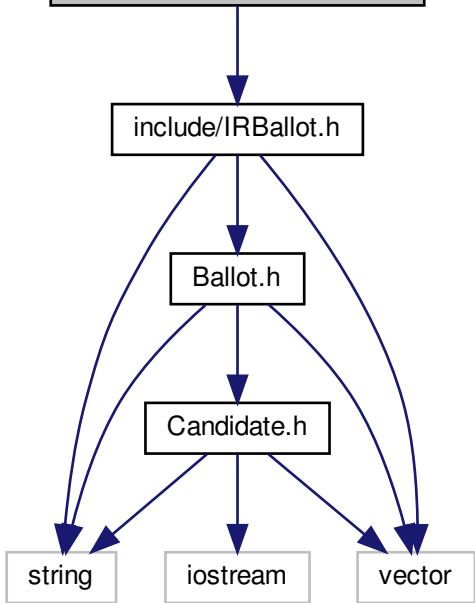 include/IRBallot.h
Ballot.h
Candidate.h
string
iostream
vector